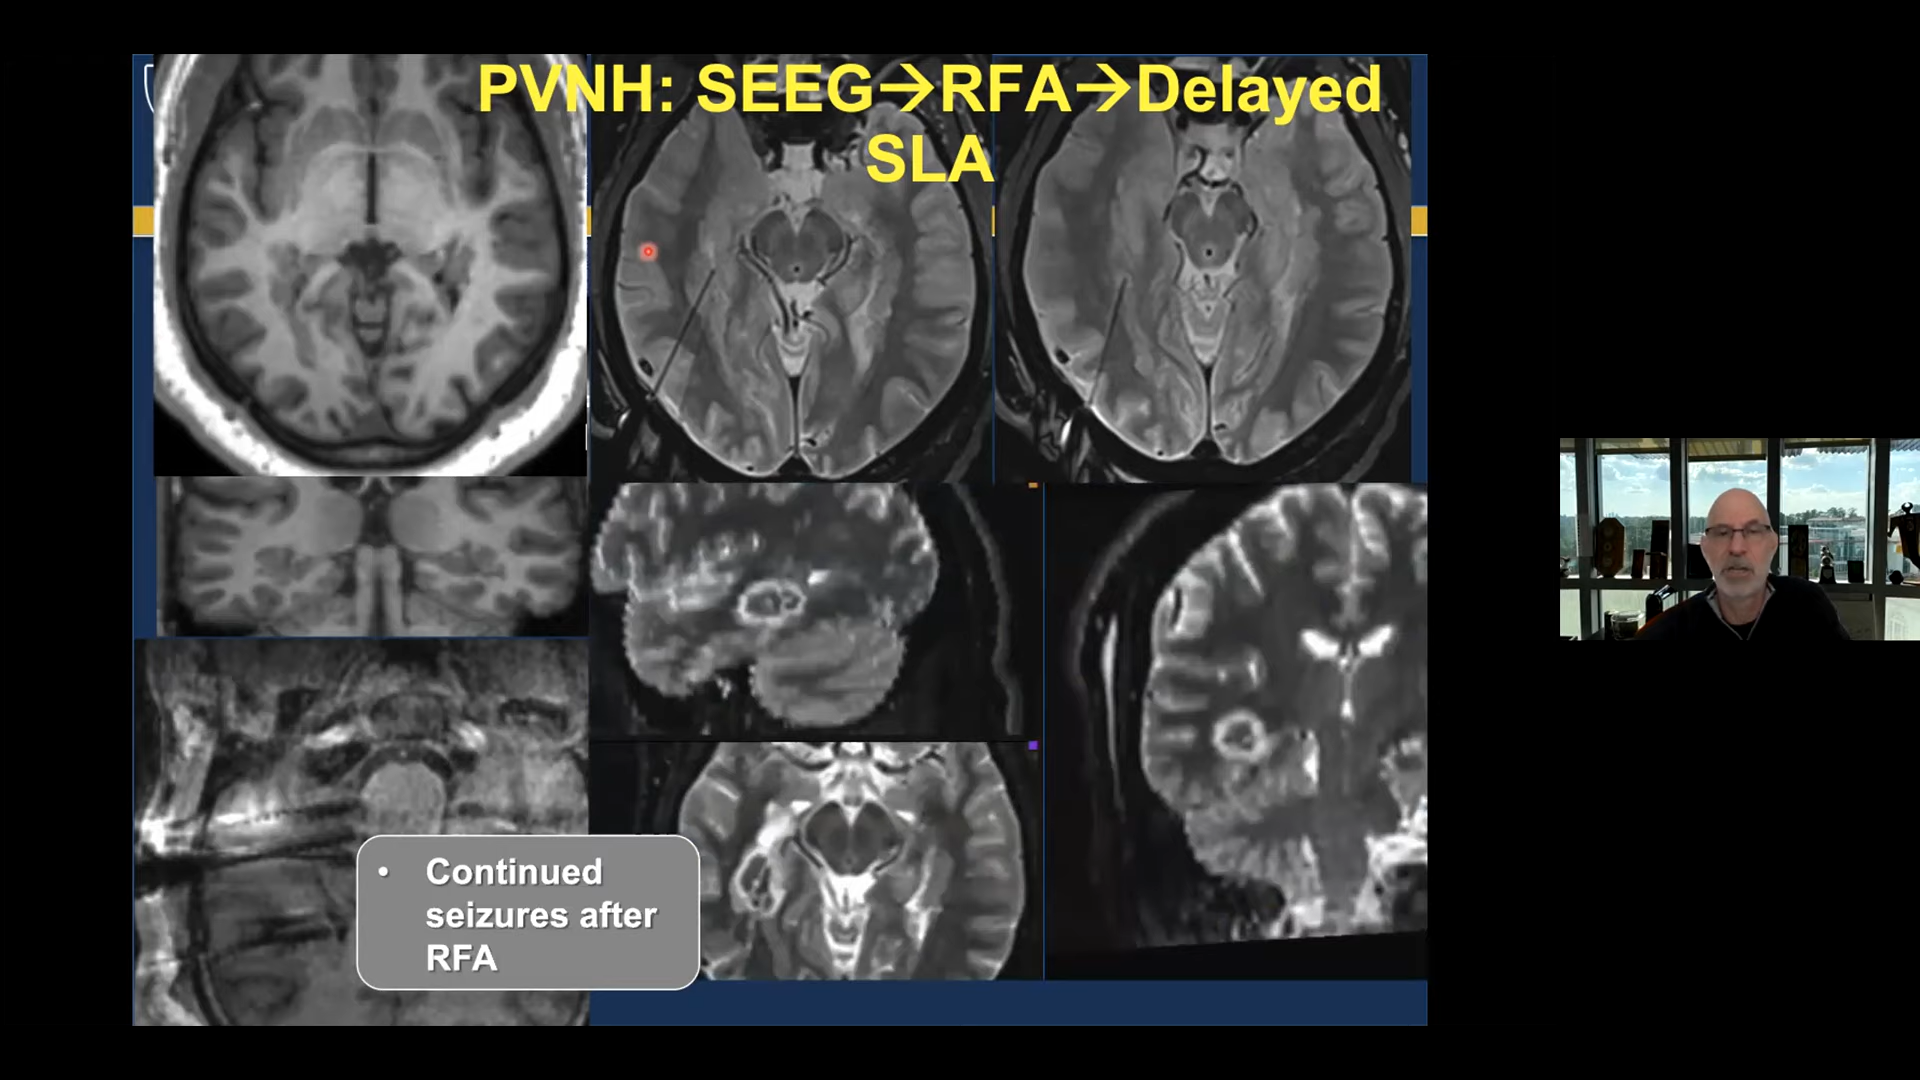 PVNH: SEEG→RFA→Delayed
SLA
• Continued
seizures after
RFA